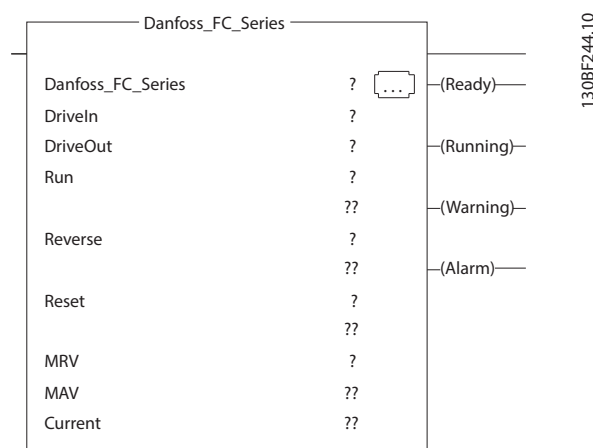 Danfoss_FC_Series
Danfoss_FC_Series ? ... (Ready)
DriveIn ?
DriveOut ? (Running)
Run ?
?? (Warning)
Reverse ?
?? (Alarm)
Reset ?
??
MRV ?
MAV ??
Current ??
130BF244.10